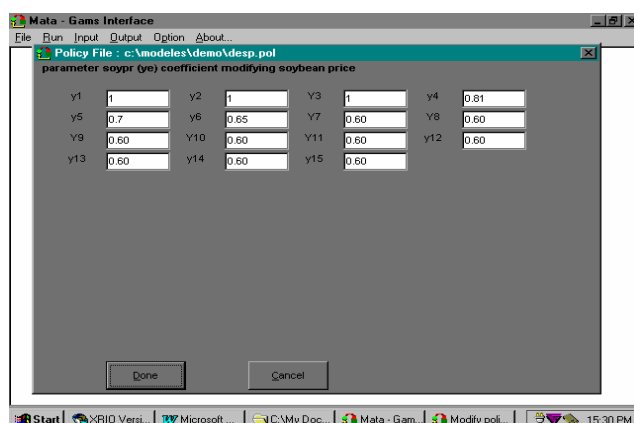 Mata - Gams Interface
File Run Input Output Option About...
Policy File : c:\modeles\demo\desp.pol
parameter soypr (ye) coefficient modifying soybean price
y1 1 y2 1 Y3 1 y4 0.81
y5 0.7 y6 0.65 Y7 0.60 Y8 0.60
Y9 0.60 Y10 0.60 Y11 0.60 y12 0.60
y13 0.60 y14 0.60 y15 0.60
Done Cancel
Start XRIO Versi... Microsoft ... C:\My Doc... Mata - Gam... Modify poli... 15:30 PM